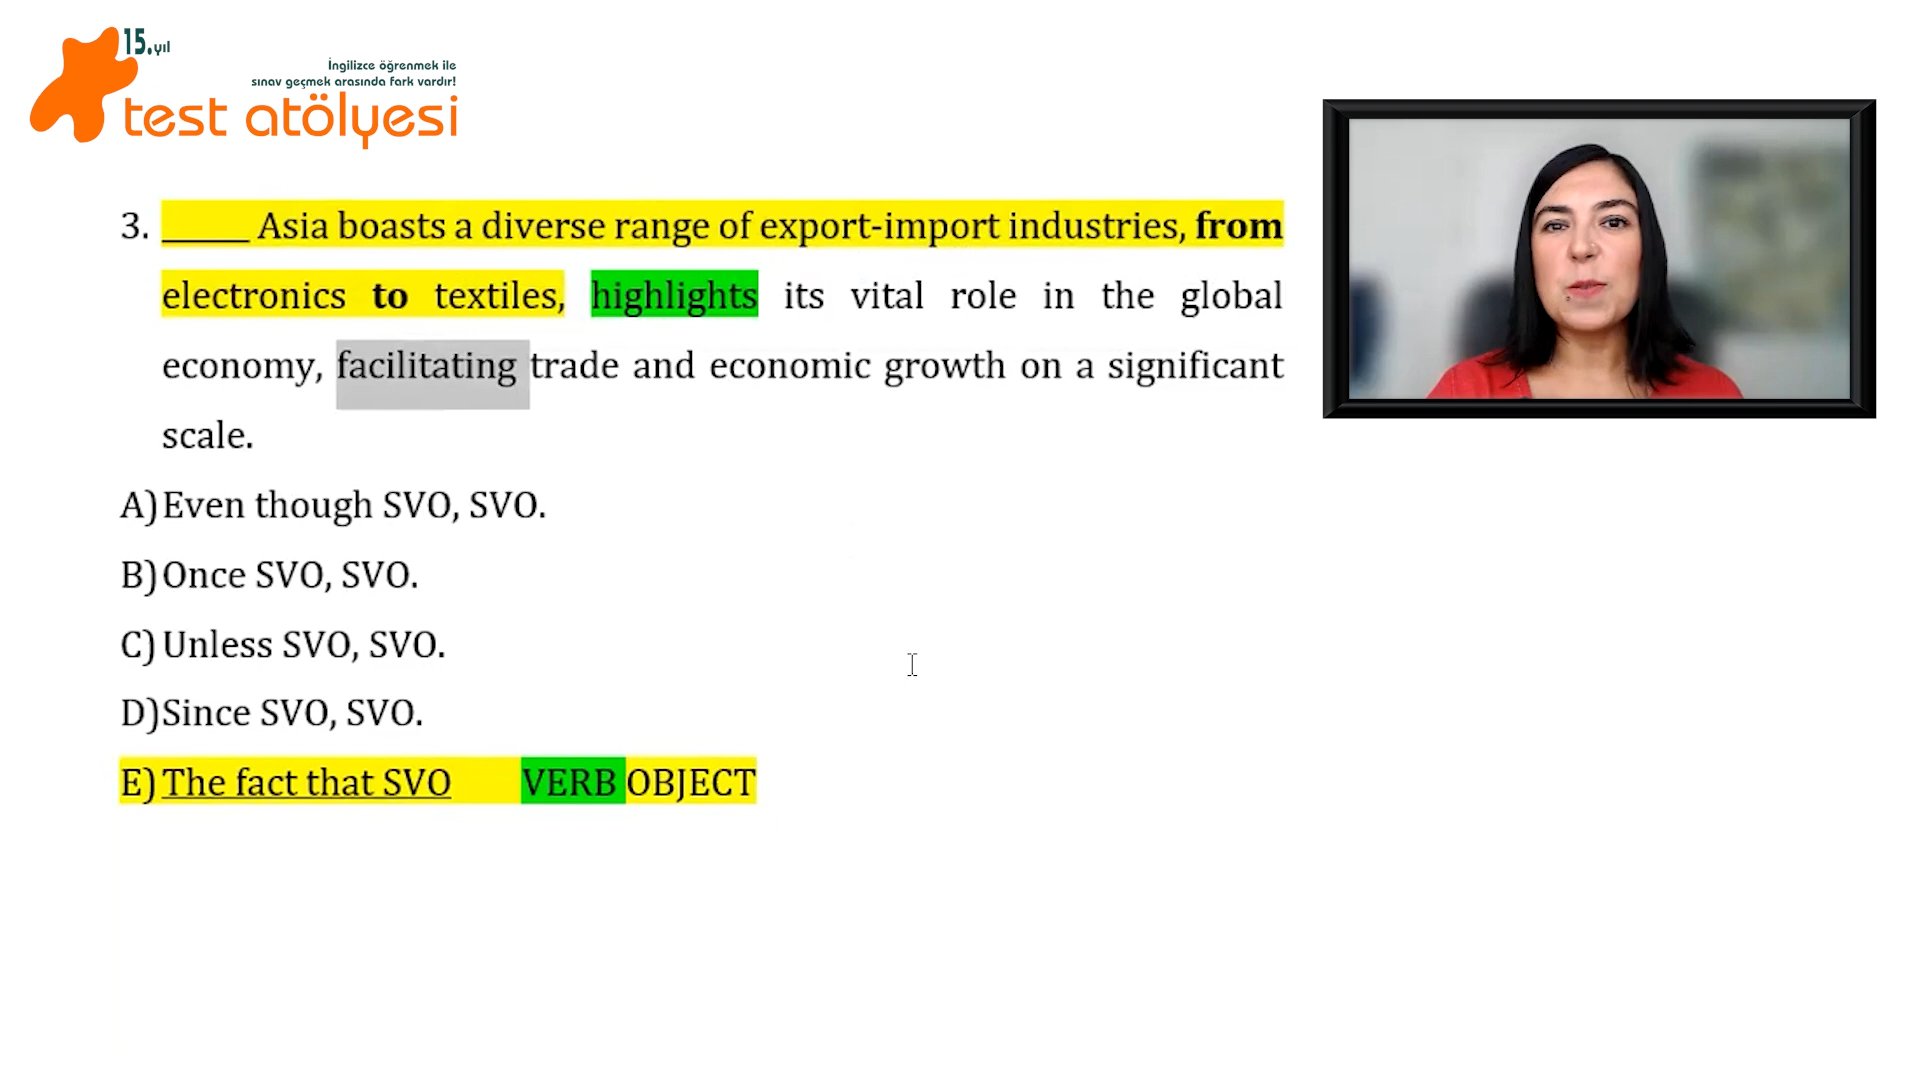 15.yıl
İngilizce öğrenmek ile
sınav geçmek arasında fark vardır!
test atölyesi
3. ______ Asia boasts a diverse range of export-import industries, from
electronics to textiles, highlights its vital role in the global
economy, facilitating trade and economic growth on a significant
scale.
A) Even though SVO, SVO.
B) Once SVO, SVO.
C) Unless SVO, SVO.
D) Since SVO, SVO.
E) The fact that SVO VERB OBJECT